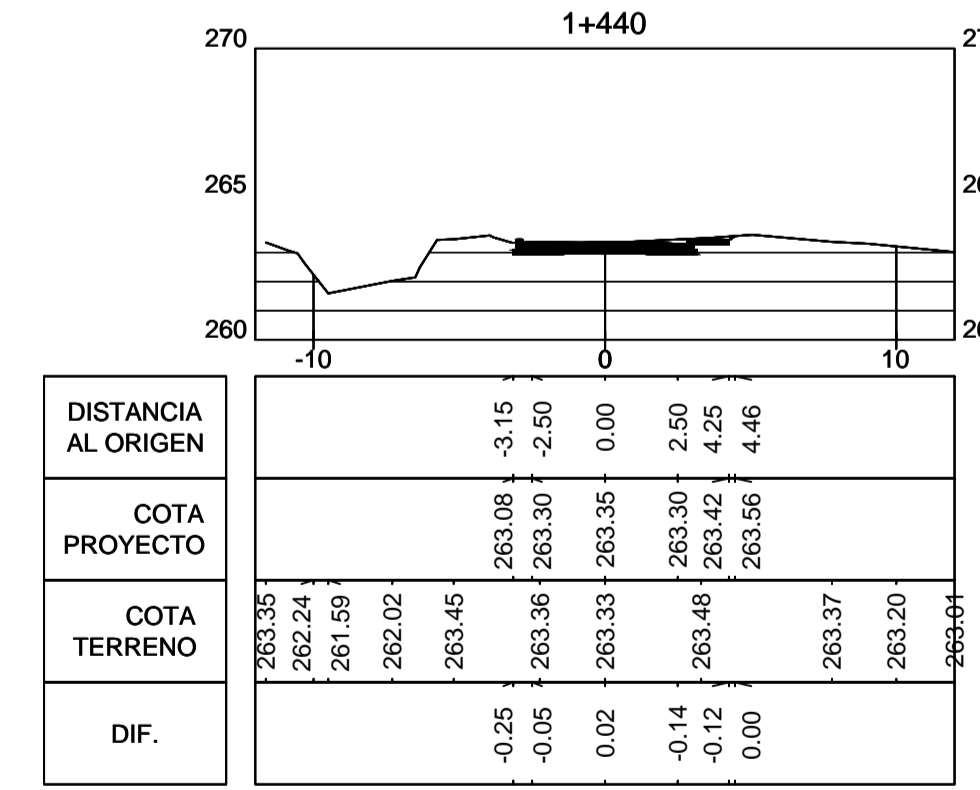 1+440
270
27
265
26
260
26
-10 0 10
DISTANCIA
AL ORIGEN
-3.15 -2.50 0.00 2.50 4.25 4.46
COTA
PROYECTO
263.08 263.30 263.35 263.30 263.42 263.56
COTA
TERRENO
263.35 262.24 261.59 262.02 263.45 263.36 263.33 263.48 263.37 263.20 263.01
DIF.
-0.25 -0.05 0.02 -0.14 -0.12 0.00